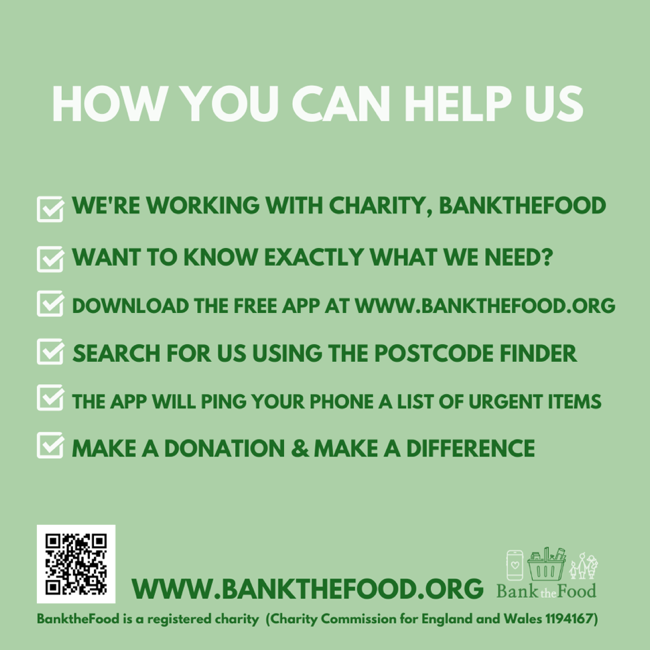 HOW YOU CAN HELP US
WE'RE WORKING WITH CHARITY, BANKTHEFOOD
WANT TO KNOW EXACTLY WHAT WE NEED?
DOWNLOAD THE FREE APP AT WWW.BANKTHEFOOD.ORG
SEARCH FOR US USING THE POSTCODE FINDER
THE APP WILL PING YOUR PHONE A LIST OF URGENT ITEMS
MAKE A DONATION & MAKE A DIFFERENCE
WWW.BANKTHEFOOD.ORG
Bank the Food
BanktheFood is a registered charity (Charity Commission for England and Wales 1194167)